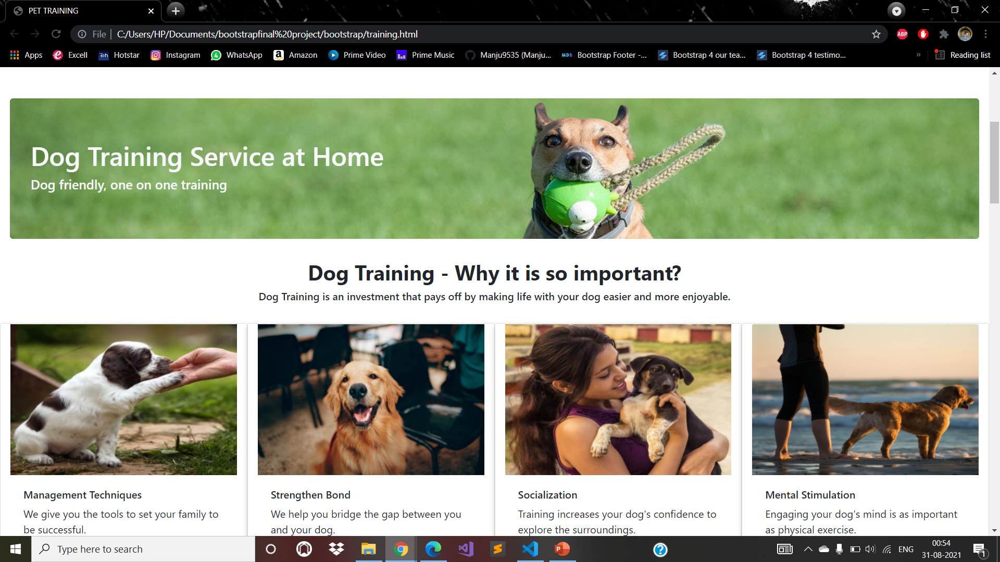 PET TRAINING
File
C:/Users/HP/Documents/bootstrapfinal%20project/bootstrap/training.html
ABP
Apps
Excell
Hotstar
Instagram
WhatsApp
Amazon
Prime Video
Prime Music
Manju9535 (Manju...
MDB
Bootstrap Footer -...
Bootstrap 4 our tea...
Bootstrap 4 testimo...
»
Reading list
Dog Training Service at Home
Dog friendly, one on one training
Dog Training - Why it is so important?
Dog Training is an investment that pays off by making life with your dog easier and more enjoyable.
Management Techniques
We give you the tools to set your family to
be successful.
Strengthen Bond
We help you bridge the gap between you
and your dog.
Socialization
Training increases your dog's confidence to
explore the surroundings.
Mental Stimulation
Engaging your dog's mind is as important
as physical exercise.
Type here to search
ENG
00:54
31-08-2021
1